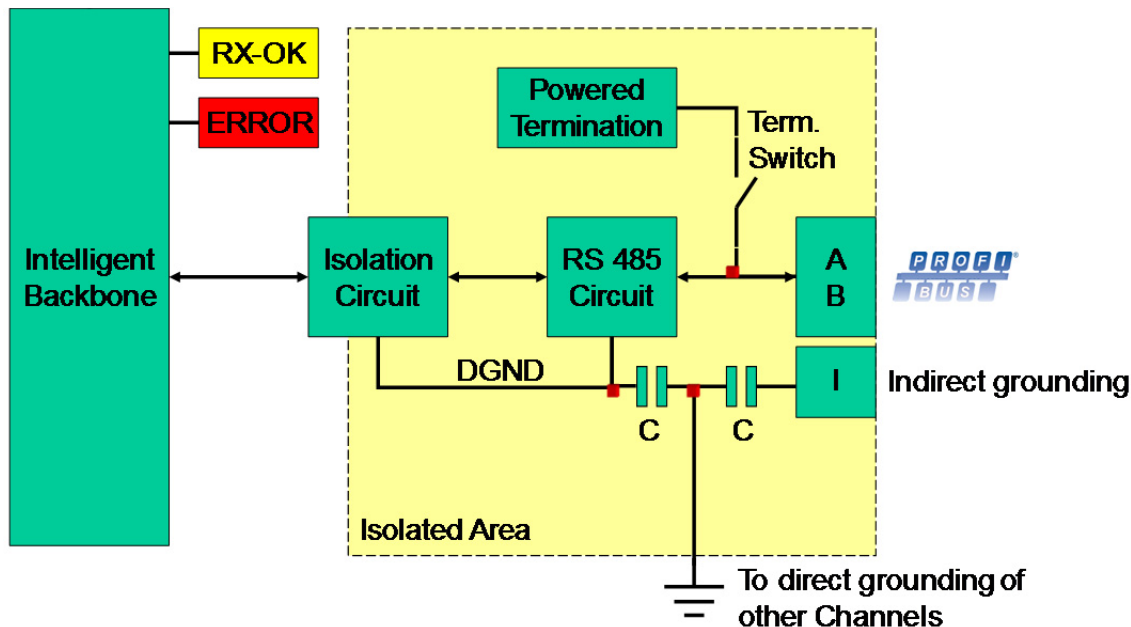 RX-OK
ERROR
Powered
Termination
Term.
Switch
Intelligent
Backbone
Isolation
Circuit
RS 485
Circuit
A
B
PROFI®
BUS
DGND
C
C
I
Indirect grounding
Isolated Area
To direct grounding of
other Channels